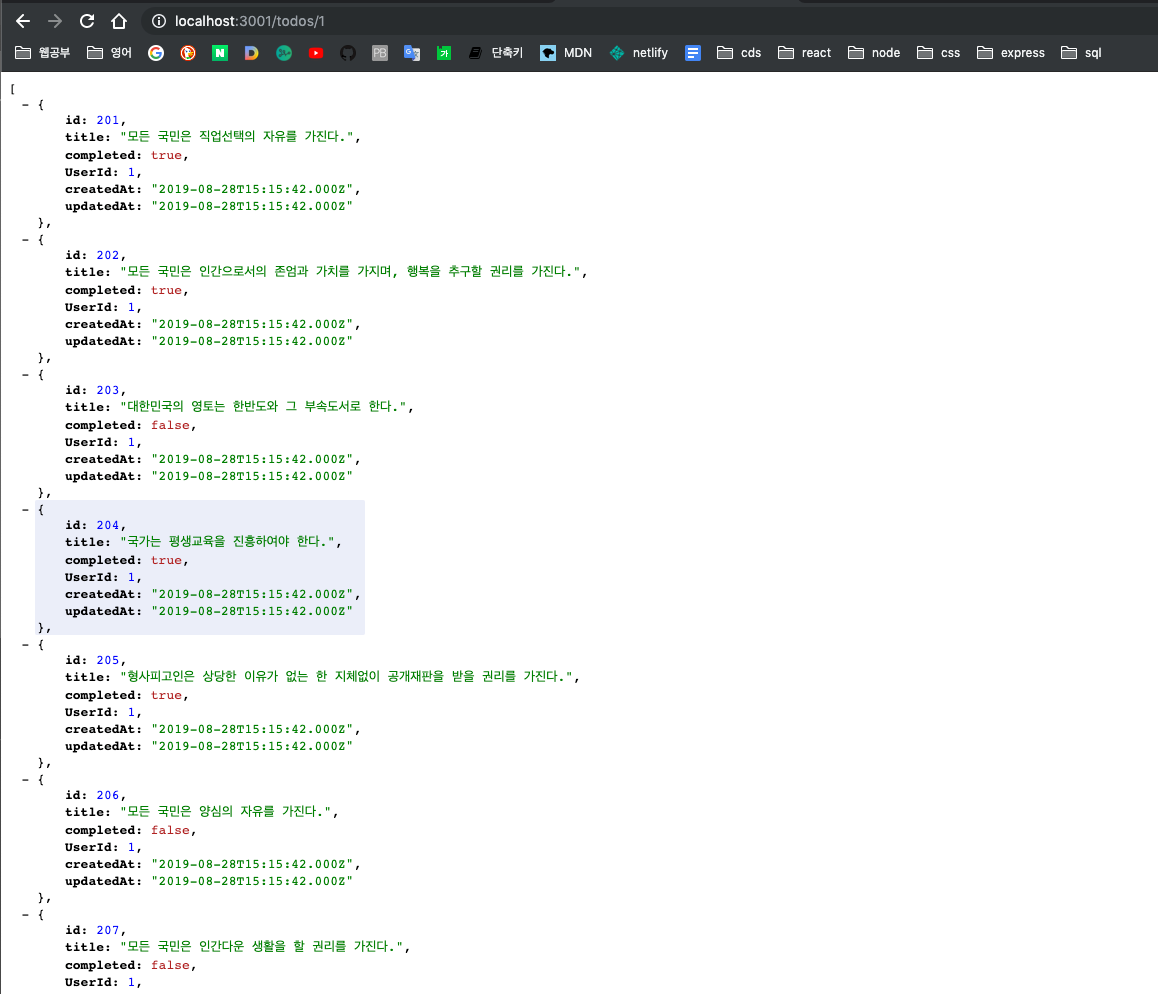 localhost:3001/todos/1
웹공부 영어 단축키 MDN netlify cds react node css express sql
[
- {
id: 201,
title: "모든 국민은 직업선택의 자유를 가진다.",
completed: true,
UserId: 1,
createdAt: "2019-08-28T15:15:42.000Z",
updatedAt: "2019-08-28T15:15:42.000Z"
},
- {
id: 202,
title: "모든 국민은 인간으로서의 존엄과 가치를 가지며, 행복을 추구할 권리를 가진다.",
completed: true,
UserId: 1,
createdAt: "2019-08-28T15:15:42.000Z",
updatedAt: "2019-08-28T15:15:42.000Z"
},
- {
id: 203,
title: "대한민국의 영토는 한반도와 그 부속도서로 한다.",
completed: false,
UserId: 1,
createdAt: "2019-08-28T15:15:42.000Z",
updatedAt: "2019-08-28T15:15:42.000Z"
},
- {
id: 204,
title: "국가는 평생교육을 진흥하여야 한다.",
completed: true,
UserId: 1,
createdAt: "2019-08-28T15:15:42.000Z",
updatedAt: "2019-08-28T15:15:42.000Z"
},
- {
id: 205,
title: "형사피고인은 상당한 이유가 없는 한 지체없이 공개재판을 받을 권리를 가진다.",
completed: true,
UserId: 1,
createdAt: "2019-08-28T15:15:42.000Z",
updatedAt: "2019-08-28T15:15:42.000Z"
},
- {
id: 206,
title: "모든 국민은 양심의 자유를 가진다.",
completed: false,
UserId: 1,
createdAt: "2019-08-28T15:15:42.000Z",
updatedAt: "2019-08-28T15:15:42.000Z"
},
- {
id: 207,
title: "모든 국민은 인간다운 생활을 할 권리를 가진다.",
completed: false,
UserId: 1,